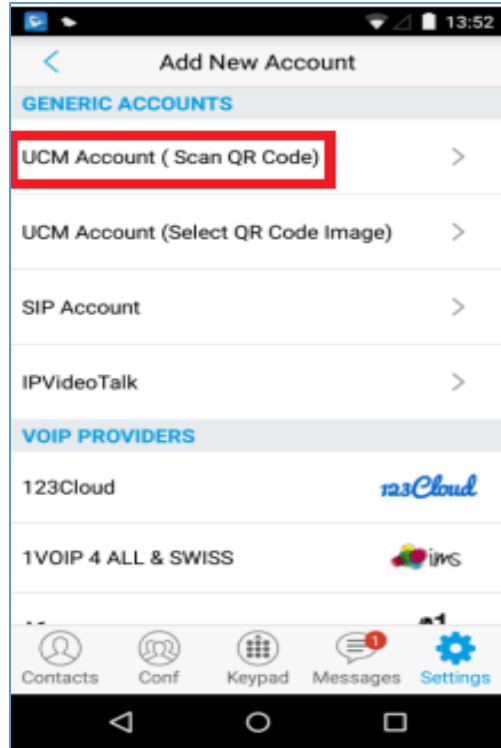 13:52
Add New Account
GENERIC ACCOUNTS
UCM Account ( Scan QR Code)
UCM Account (Select QR Code Image)
SIP Account
IPVideoTalk
VOIP PROVIDERS
123Cloud 123Cloud
1VOIP 4 ALL & SWISS ims
1
Contacts Conf Keypad Messages Settings